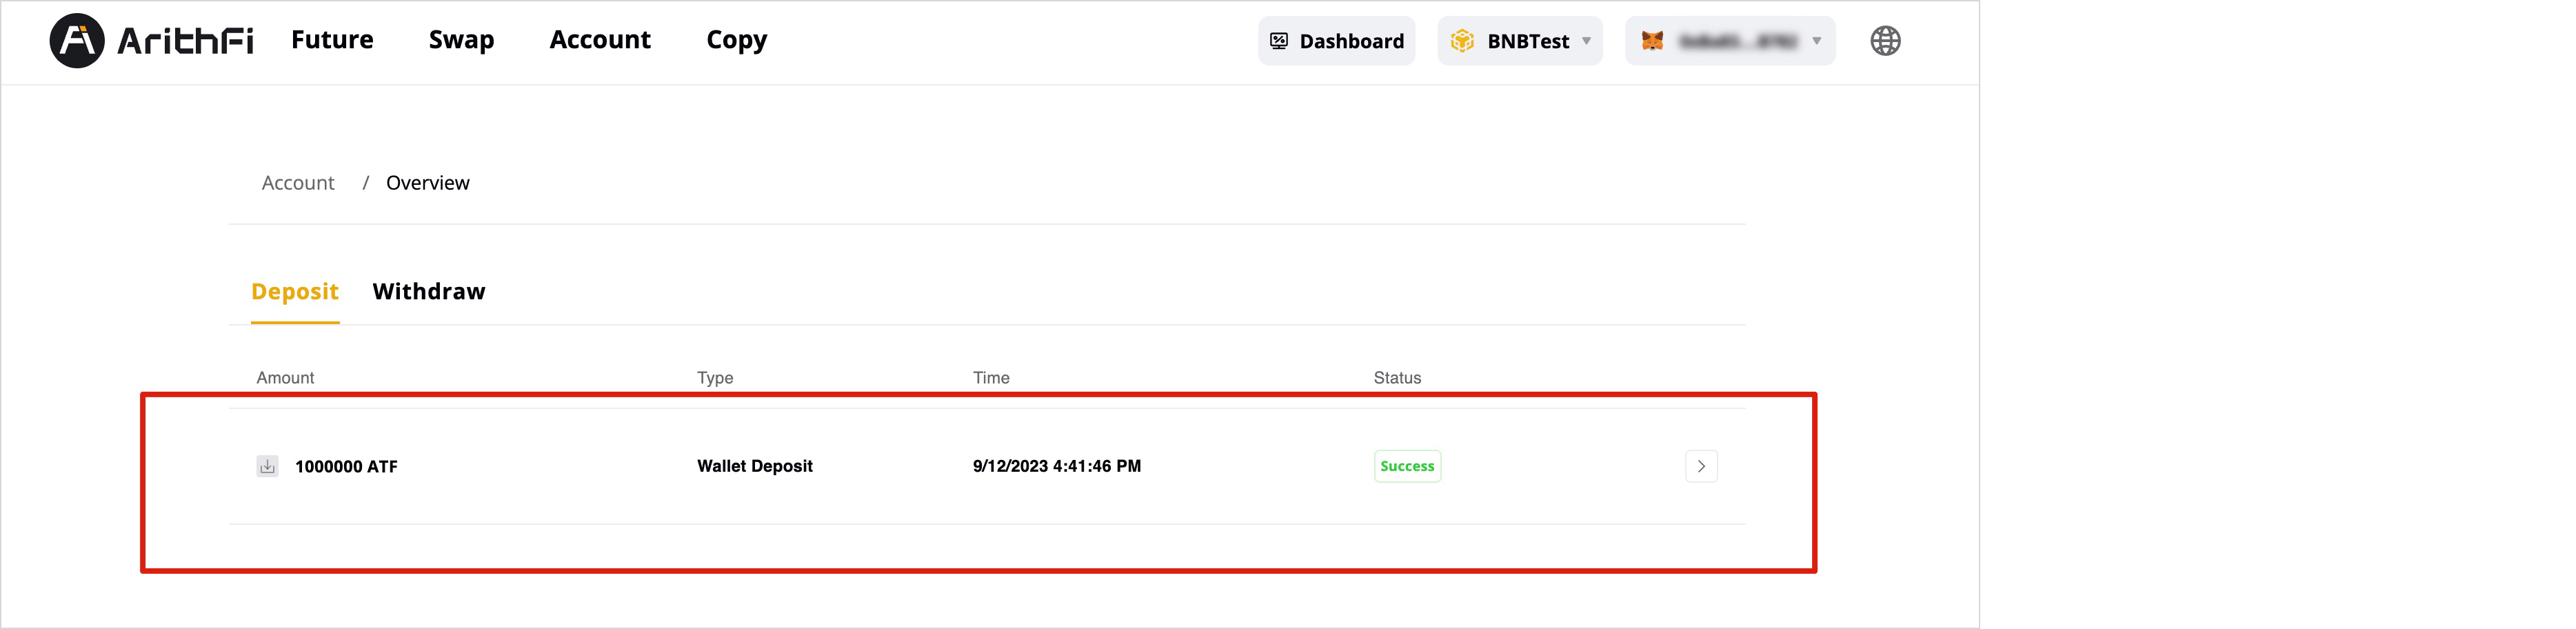 ArithFi Future Swap Account Copy Dashboard BNBTest
Account / Overview
Deposit Withdraw
Amount Type Time Status
1000000 ATF Wallet Deposit 9/12/2023 4:41:46 PM Success